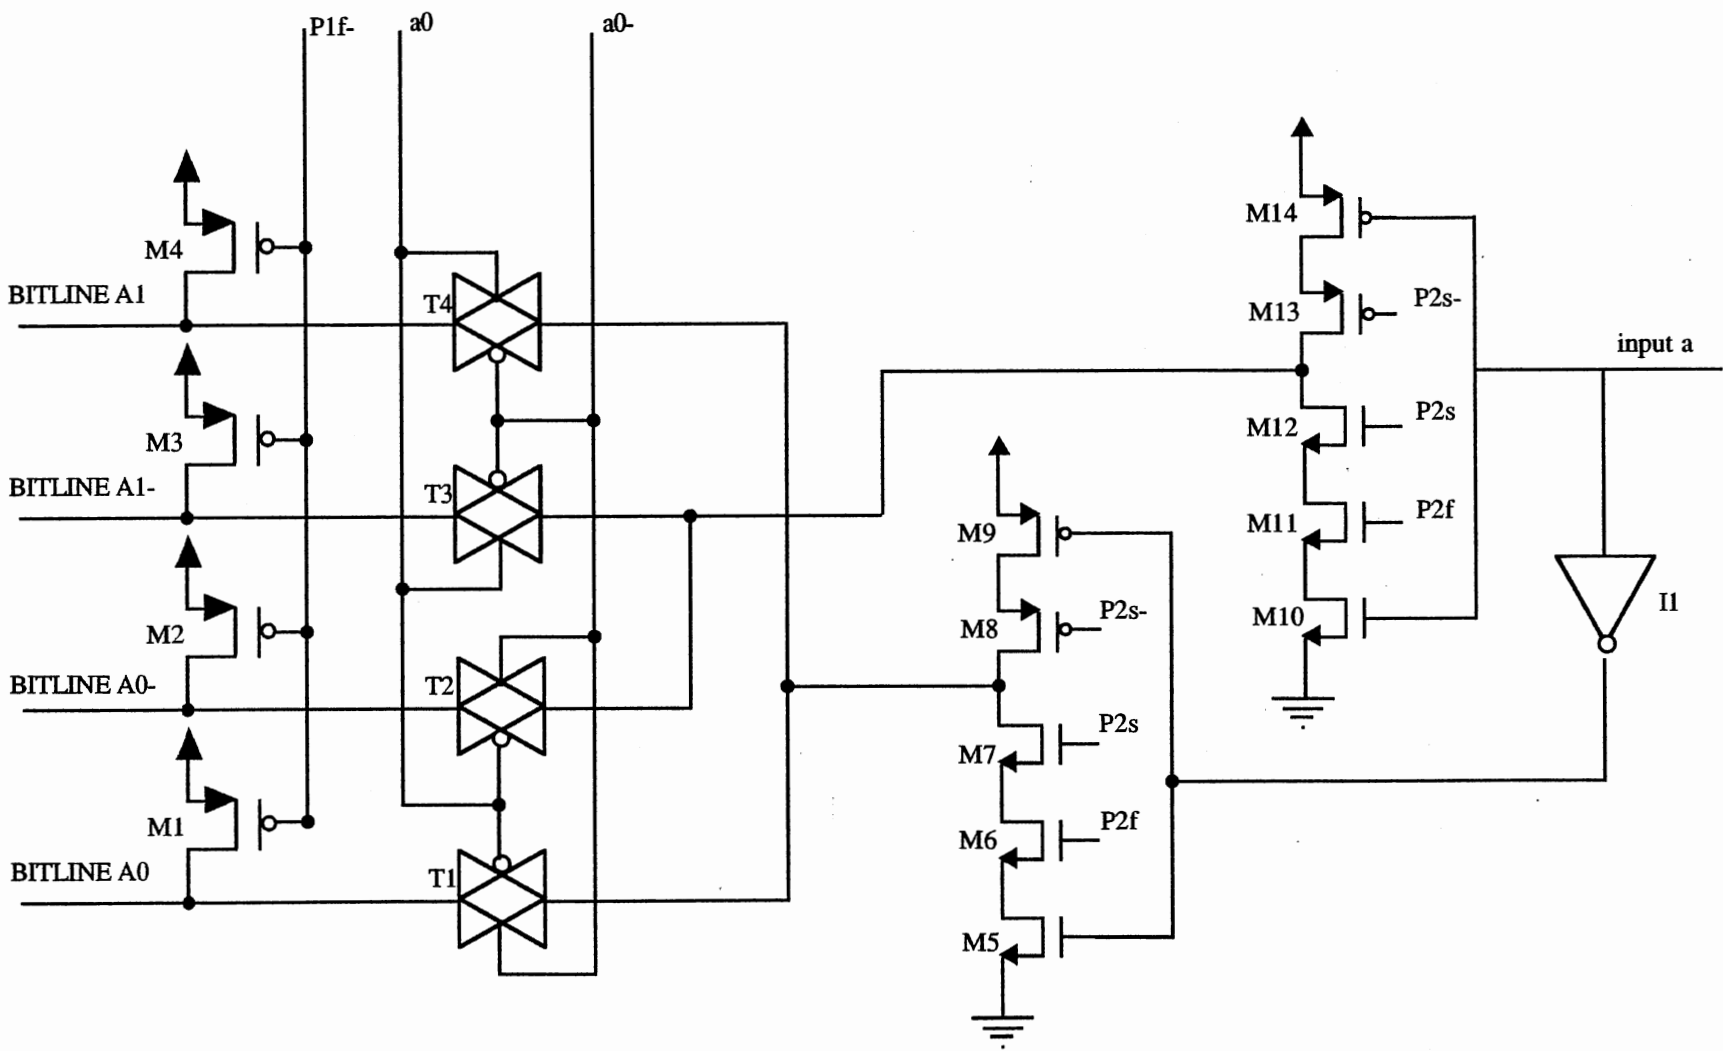 P1f-
a0
a0-
M14
M4
BITLINE A1
T4
M13
P2s-
input a
M3
BITLINE A1-
T3
M12
P2s
M11
P2f
M9
M10
I1
M2
BITLINE A0-
T2
M8
P2s-
M7
P2s
M1
BITLINE A0
T1
M6
P2f
M5